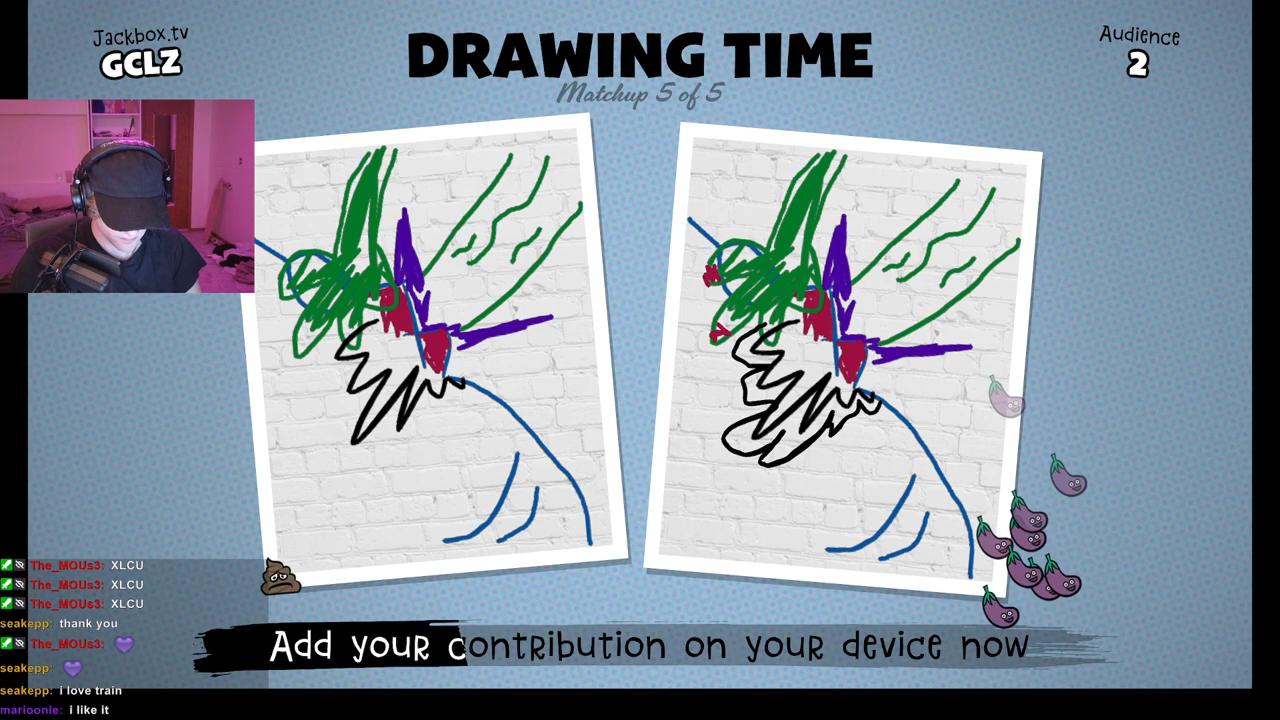 Jackbox.tv
GCLZ
DRAWING TIME
Matchup 5 of 5
Audience
2
The_MOUs3: XLCU
The_MOUs3: XLCU
The_MOUs3: XLCU
seakepp: thank you
The_MOUs3: 💜
seakepp: 💜
seakepp: i love train
marioonie: i like it
Add your contribution on your device now